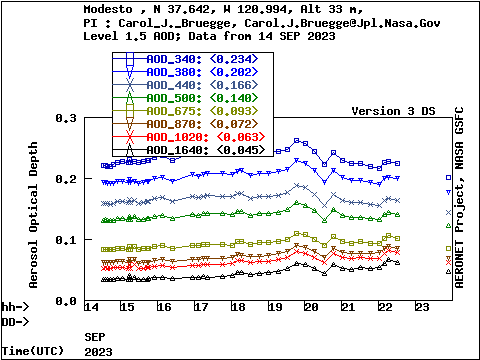 Modesto , N 37.642, W 120.994, Alt 33 m,
PI : Carol_J._Bruegge, Carol.J.Bruegge@Jpl.Nasa.Gov
Level 1.5 AOD; Data from 14 SEP 2023
AOD_340: <0.234>
AOD_380: <0.202>
AOD_440: <0.166>
AOD_500: <0.140>
AOD_675: <0.093>
AOD_870: <0.072>
AOD_1020: <0.063>
AOD_1640: <0.045>
Version 3 DS
0.3
0.2
0.1
0.0
Aerosol Optical Depth
AERONET Project, NASA GSFC
hh-> 14 15 16 17 18 19 20 21 22 23
DD->
SEP
Time(UTC) 2023